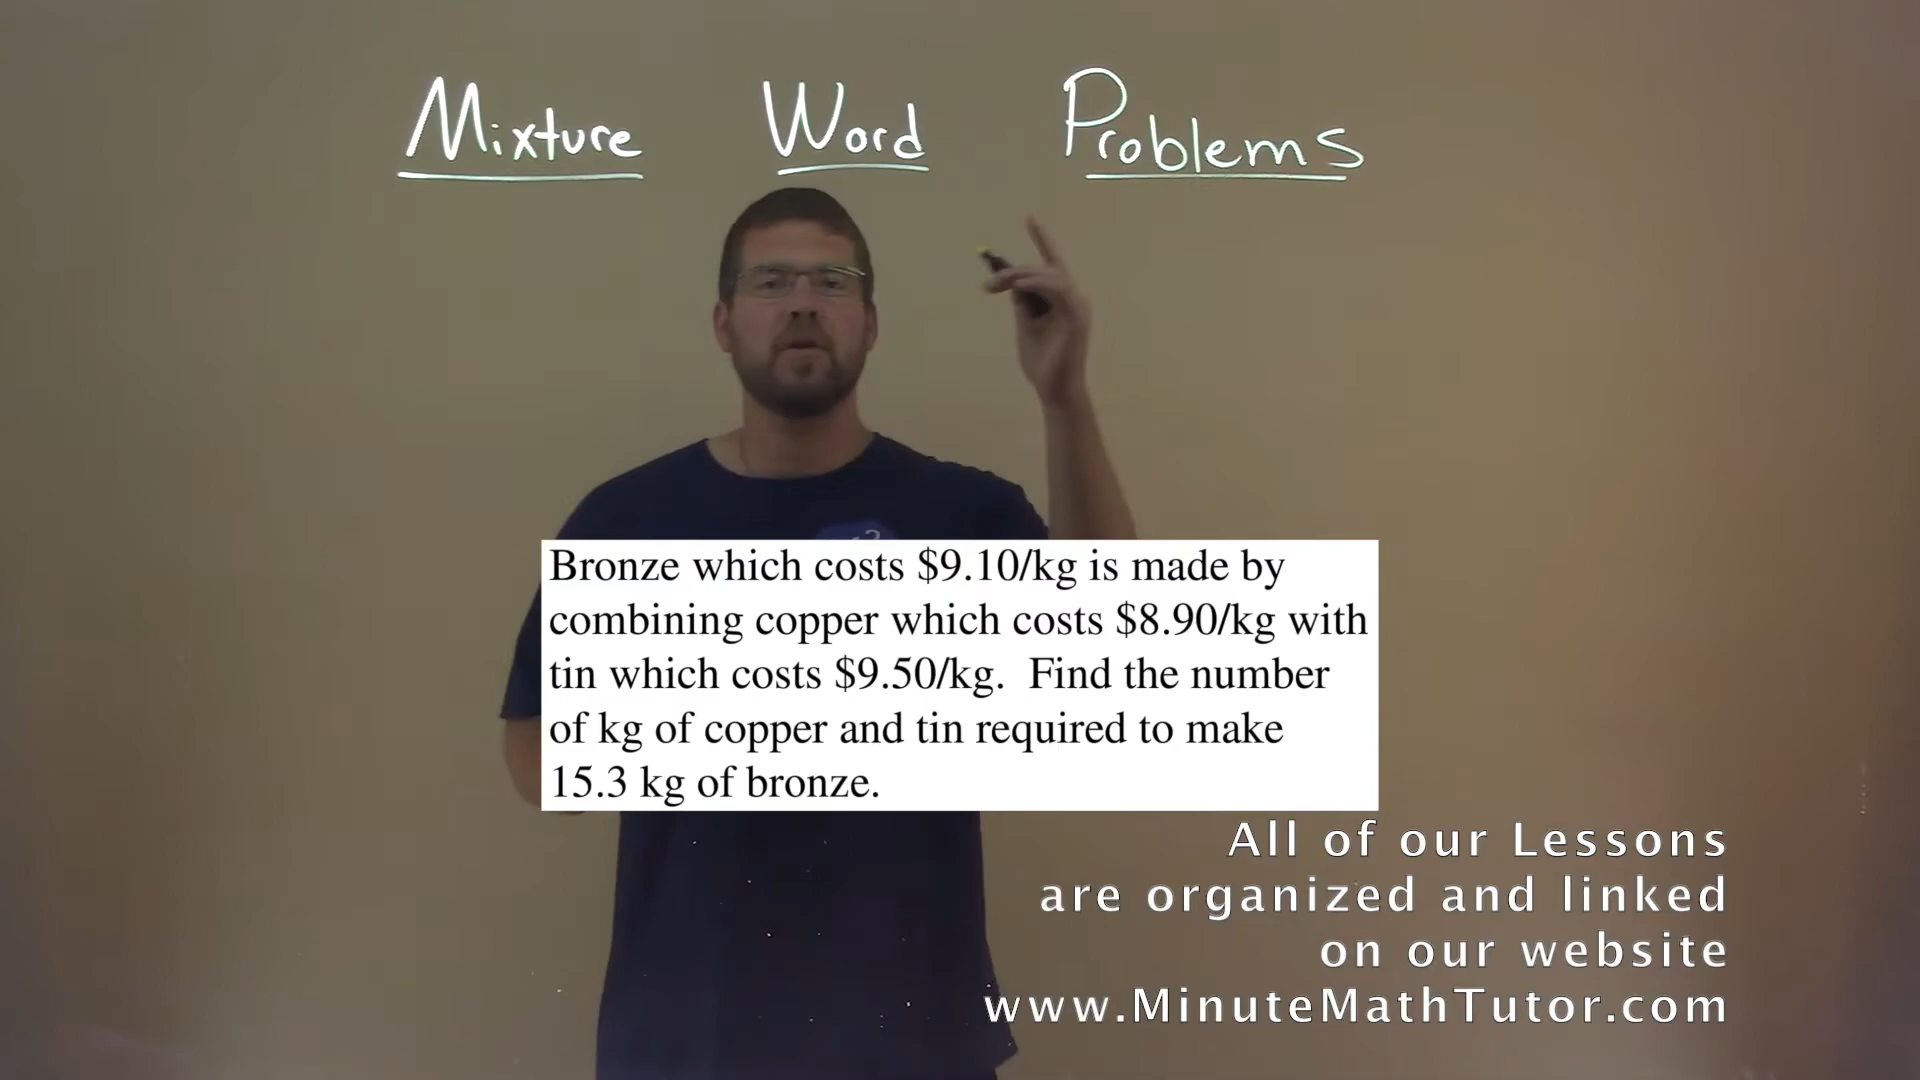 Mixture Word Problems
Bronze which costs $9.10/kg is made by
combining copper which costs $8.90/kg with
tin which costs $9.50/kg. Find the number
of kg of copper and tin required to make
15.3 kg of bronze.
All of our Lessons
are organized and linked
on our website
www.MinuteMathTutor.com